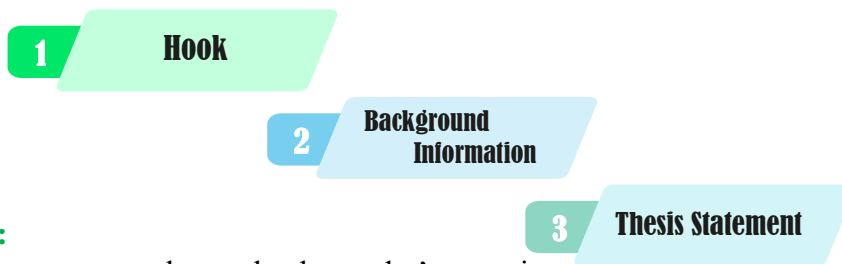 1 Hook
2 Background
Information
3 Thesis Statement
: